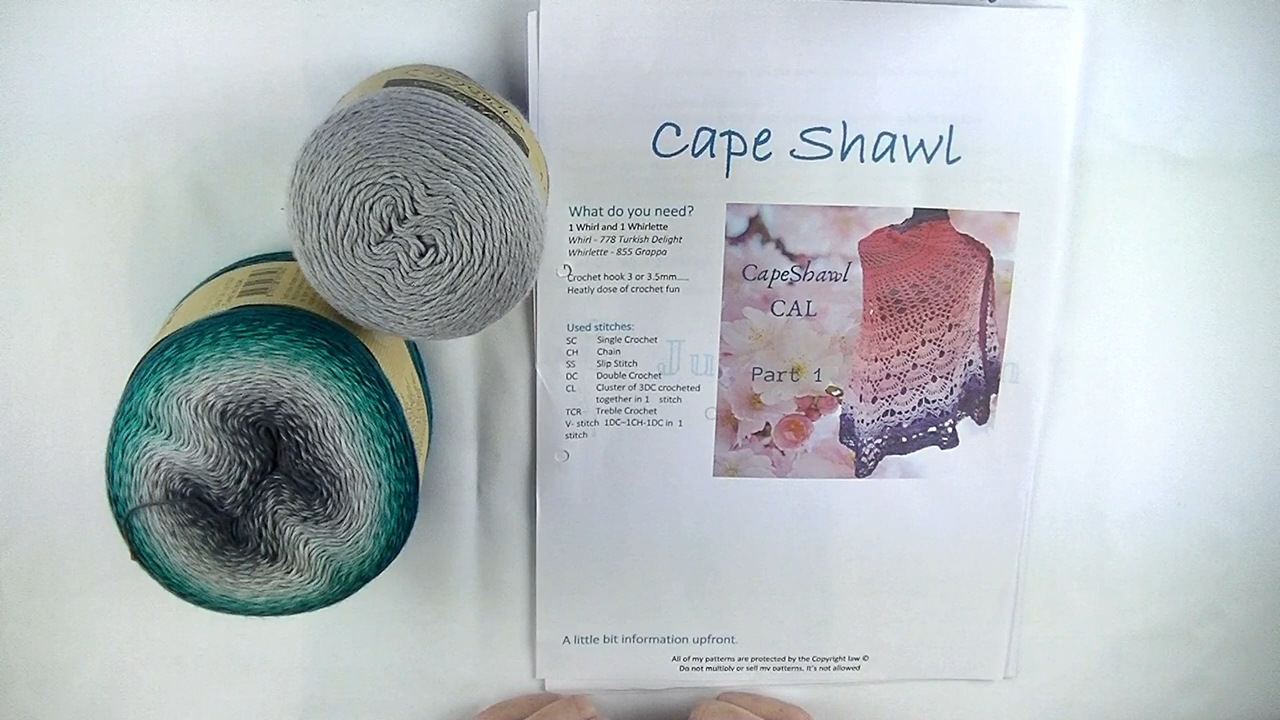 Cape Shawl
What do you need?
1 Whirl and 1 Whirlette
Whirl - 778 Turkish Delight
Whirlette - 855 Grappa
Crochet hook 3 or 3.5mm....
Heatly dose of crochet fun
Used stitches:
SC Single Crochet
CH Chain
SS Slip Stitch
DC Double Crochet
CL Cluster of 3DC crocheted
together in 1 stitch
TCR Treble Crochet
V- stitch 1DC–1CH-1DC in 1
stitch
CapeShawl
CAL
Part 1
A little bit information upfront.
All of my patterns are protected by the Copyright law ©
Do not multiply or sell my patterns. It's not allowed